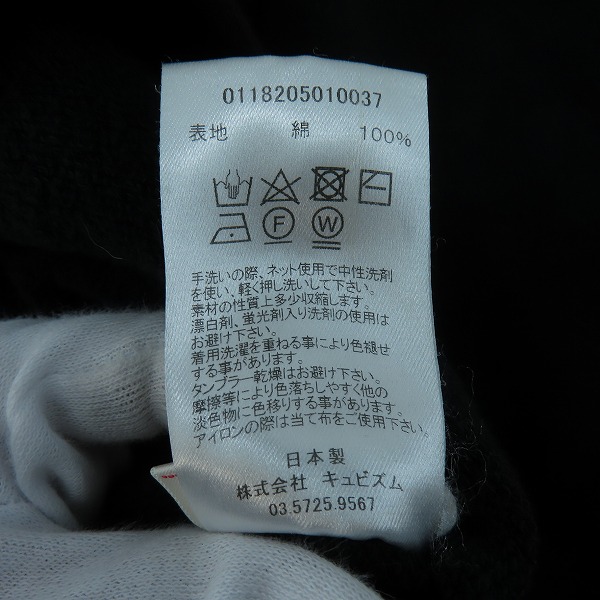 0118205010037
表地 綿 100%
F W
手洗いの際、ネット使用で中性洗剤
を使い、軽く押し洗いして下さい。
素材の性質上多少収縮します。
漂白剤、蛍光剤入り洗剤の使用は
お避け下さい。
着用洗濯を重ねる事により色褪せ
する事があります。
タンブラー乾燥はお避け下さい。
摩擦等により色落ちしやすく他の
淡色物に色移りする事があります。
アイロンの際は当て布をご使用下さい。
日本製
株式会社 キュビズム
03.5725.9567